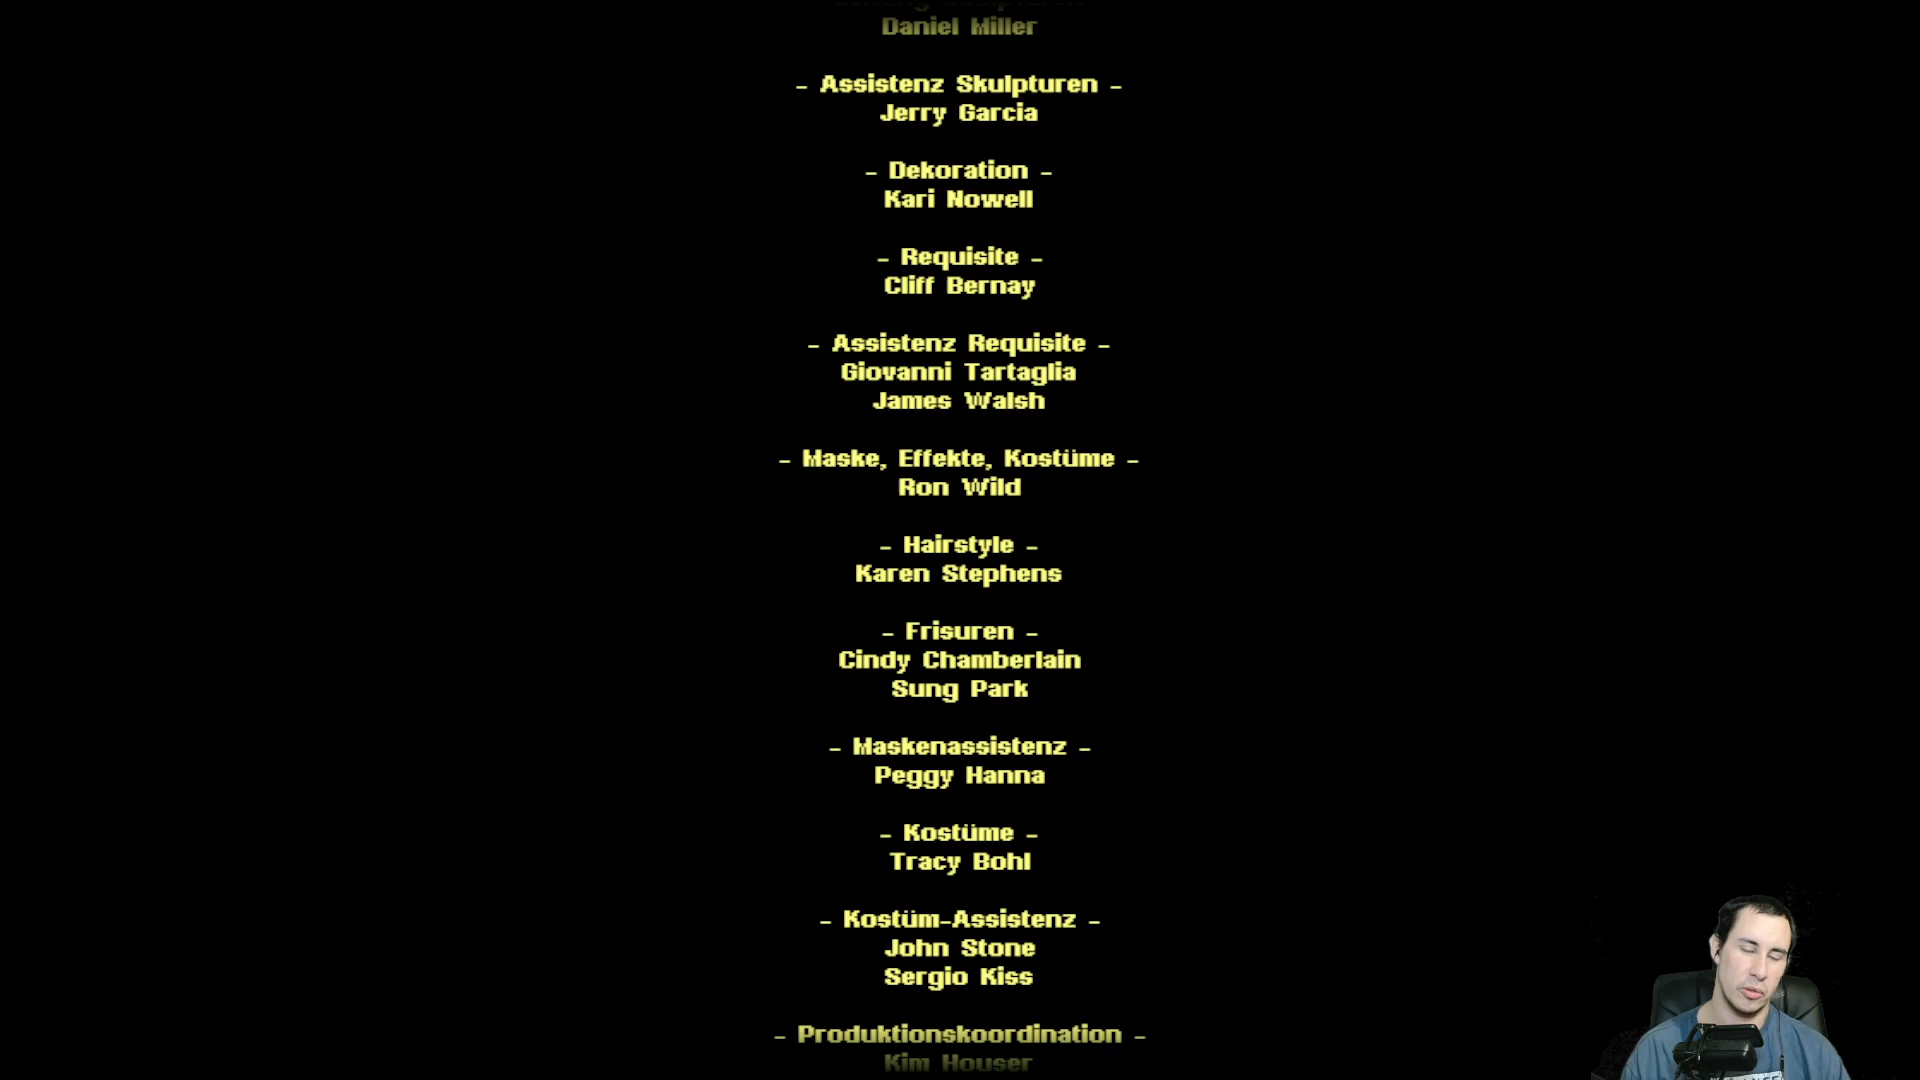 Daniel Miller
- Assistenz Skulpturen -
Jerry Garcia
- Dekoration -
Kari Nowell
- Requisite -
Cliff Bernay
- Assistenz Requisite -
Giovanni Tartaglia
James Walsh
- Maske, Effekte, Kostüme -
Ron Wild
- Hairstyle -
Karen Stephens
- Frisuren -
Cindy Chamberlain
Sung Park
- Maskenassistenz -
Peggy Hanna
- Kostüme -
Tracy Bohl
- Kostüm-Assistenz -
John Stone
Sergio Kiss
- Produktionskoordination -
Kim Houser